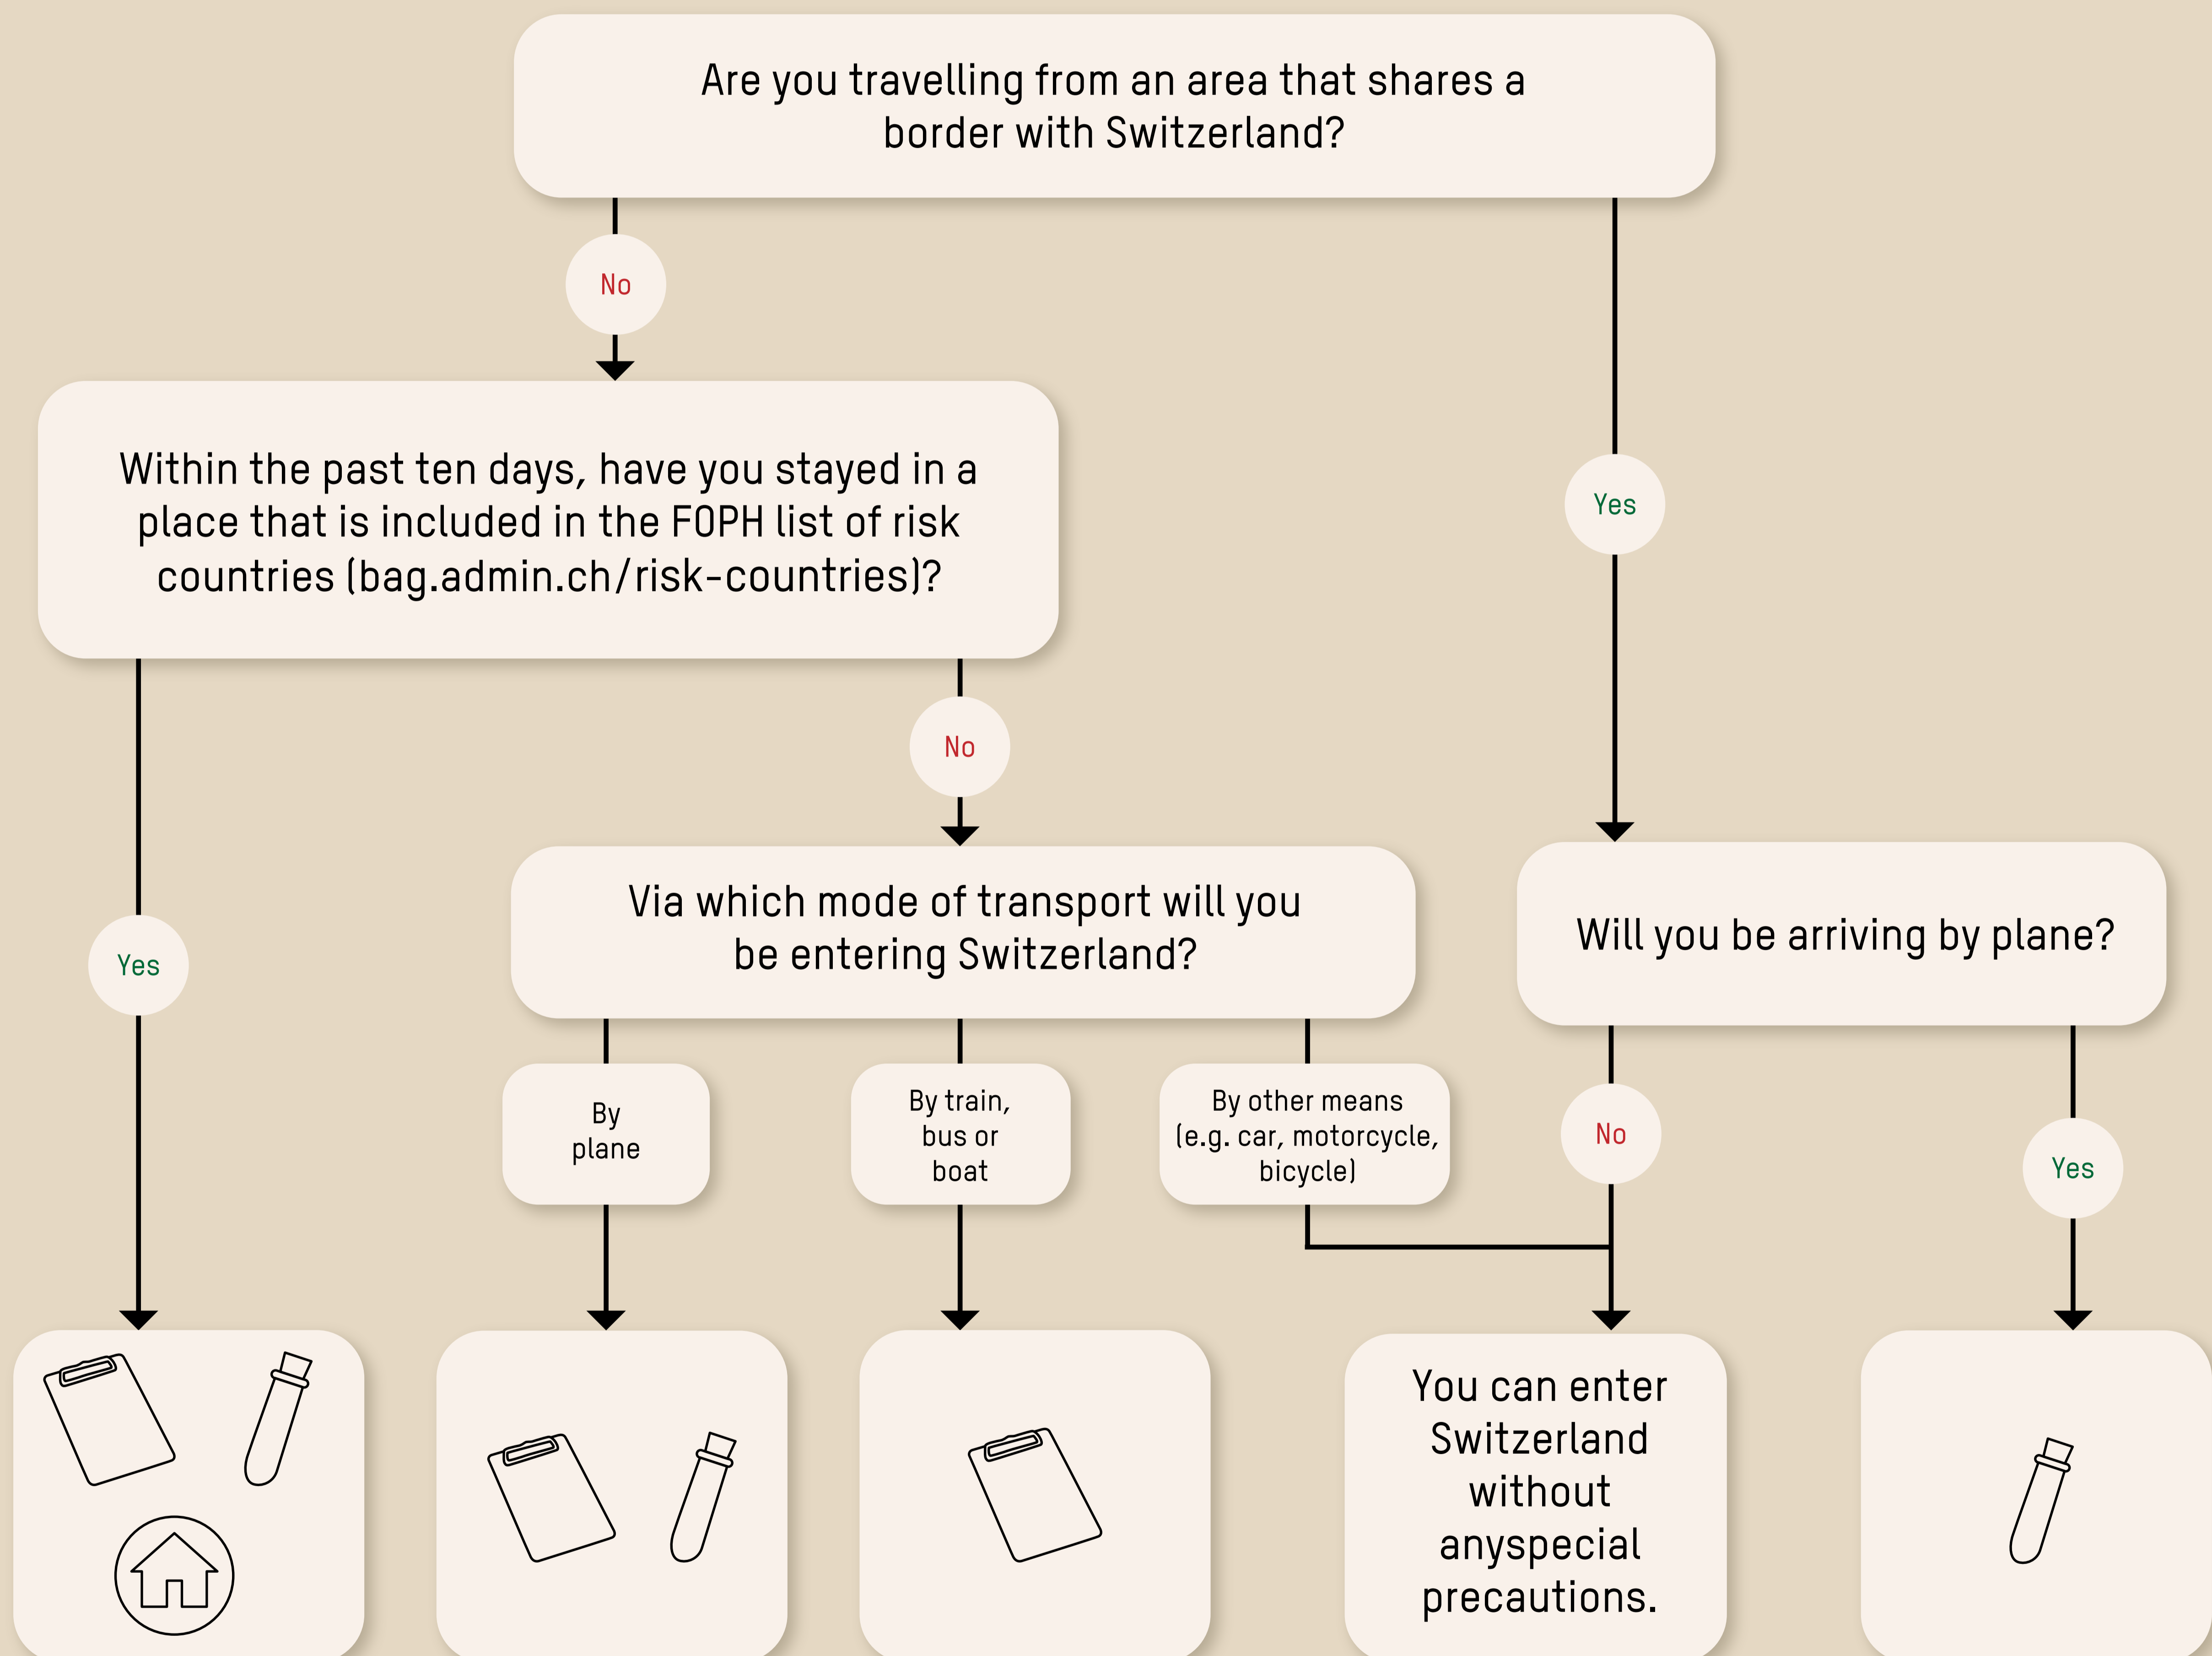 Are you travelling from an area that shares a
border with Switzerland?
No
Yes
Within the past ten days, have you stayed in a
place that is included in the FOPH list of risk
countries (bag.admin.ch/risk-countries)?
Yes
No
Via which mode of transport will you
be entering Switzerland?
Will you be arriving by plane?
By
plane
By train,
bus or
boat
By other means
(e.g. car, motorcycle,
bicycle)
No
Yes
You can enter
Switzerland
without
anyspecial
precautions.